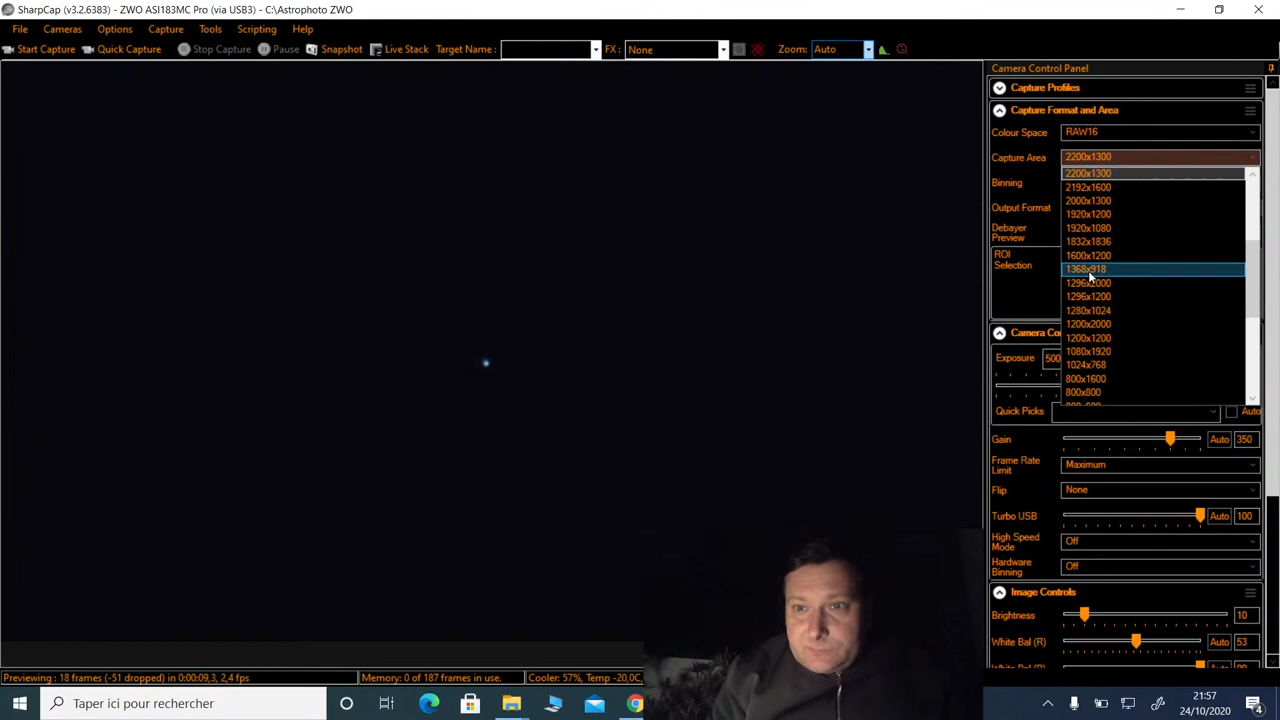 SharpCap (v3.2.6383) - ZWO ASI183MC Pro (via USB3) - C:\Astrophoto ZWO
File Cameras Options Capture Tools Scripting Help
Start Capture Quick Capture Stop Capture Pause Snapshot Live Stack Target Name : FX : None Zoom: Auto
Camera Control Panel
Capture Profiles
Capture Format and Area
Colour Space RAW16
Capture Area 2200x1300
2200x1300
Binning
2192x1600
2000x1300
Output Format
1920x1200
Debayer
Preview
1920x1080
1832x1836
ROI
Selection
1600x1200
1368x918
1296x2000
1296x1200
1280x1024
1200x2000
Camera Co
1200x1200
1080x1920
Exposure 500
1024x768
800x1600
800x800
Quick Picks Auto
Gain Auto 350
Frame Rate
Limit
Maximum
Flip None
Turbo USB Auto 100
High Speed
Mode
Off
Hardware
Binning
Off
Image Controls
Brightness 10
White Bal (R) Auto 53
Previewing : 18 frames (-51 dropped) in 0:00:09,3, 2,4 fps Memory: 0 of 187 frames in use. Cooler: 57%, Temp -20,0C,
Taper ici pour rechercher
21:57
24/10/2020
4